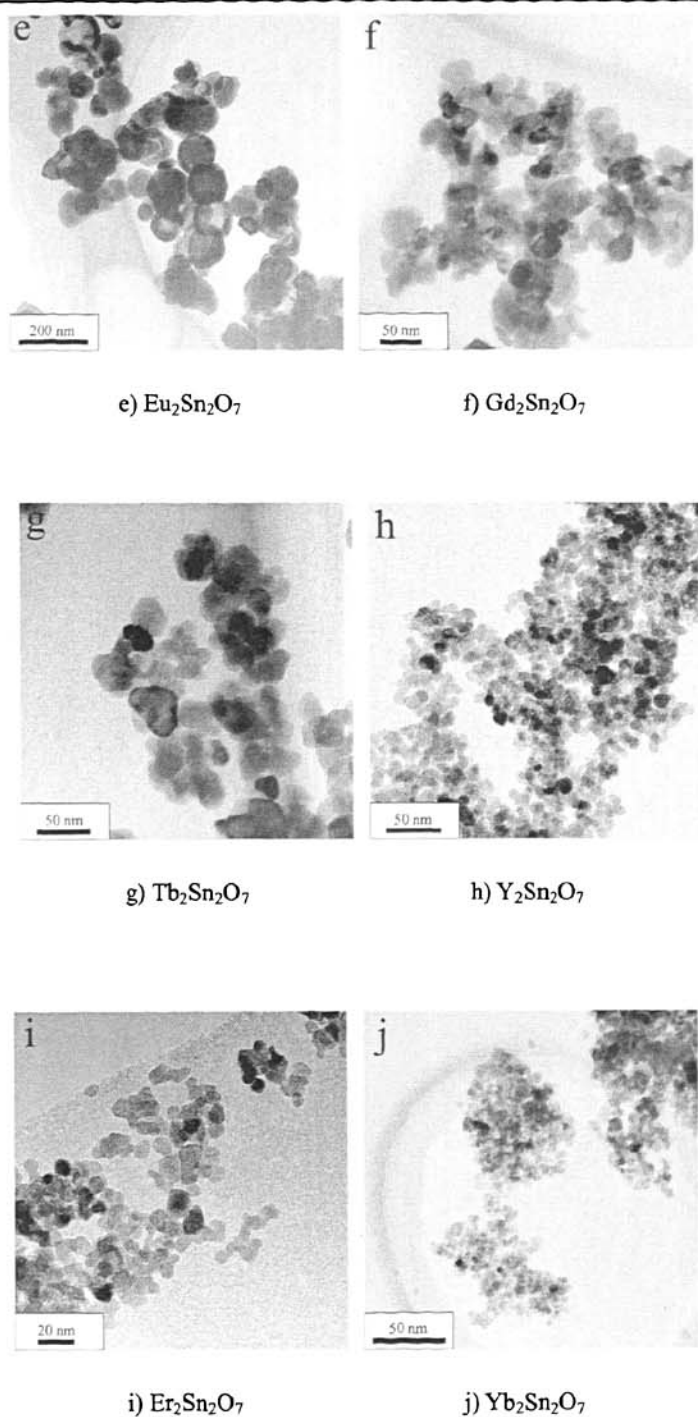 e f
200 nm 50 nm
e) Eu₂Sn₂O₇ f) Gd₂Sn₂O₇
g h
50 nm 50 nm
g) Tb₂Sn₂O₇ h) Y₂Sn₂O₇
i j
20 nm 50 nm
i) Er₂Sn₂O₇ j) Yb₂Sn₂O₇